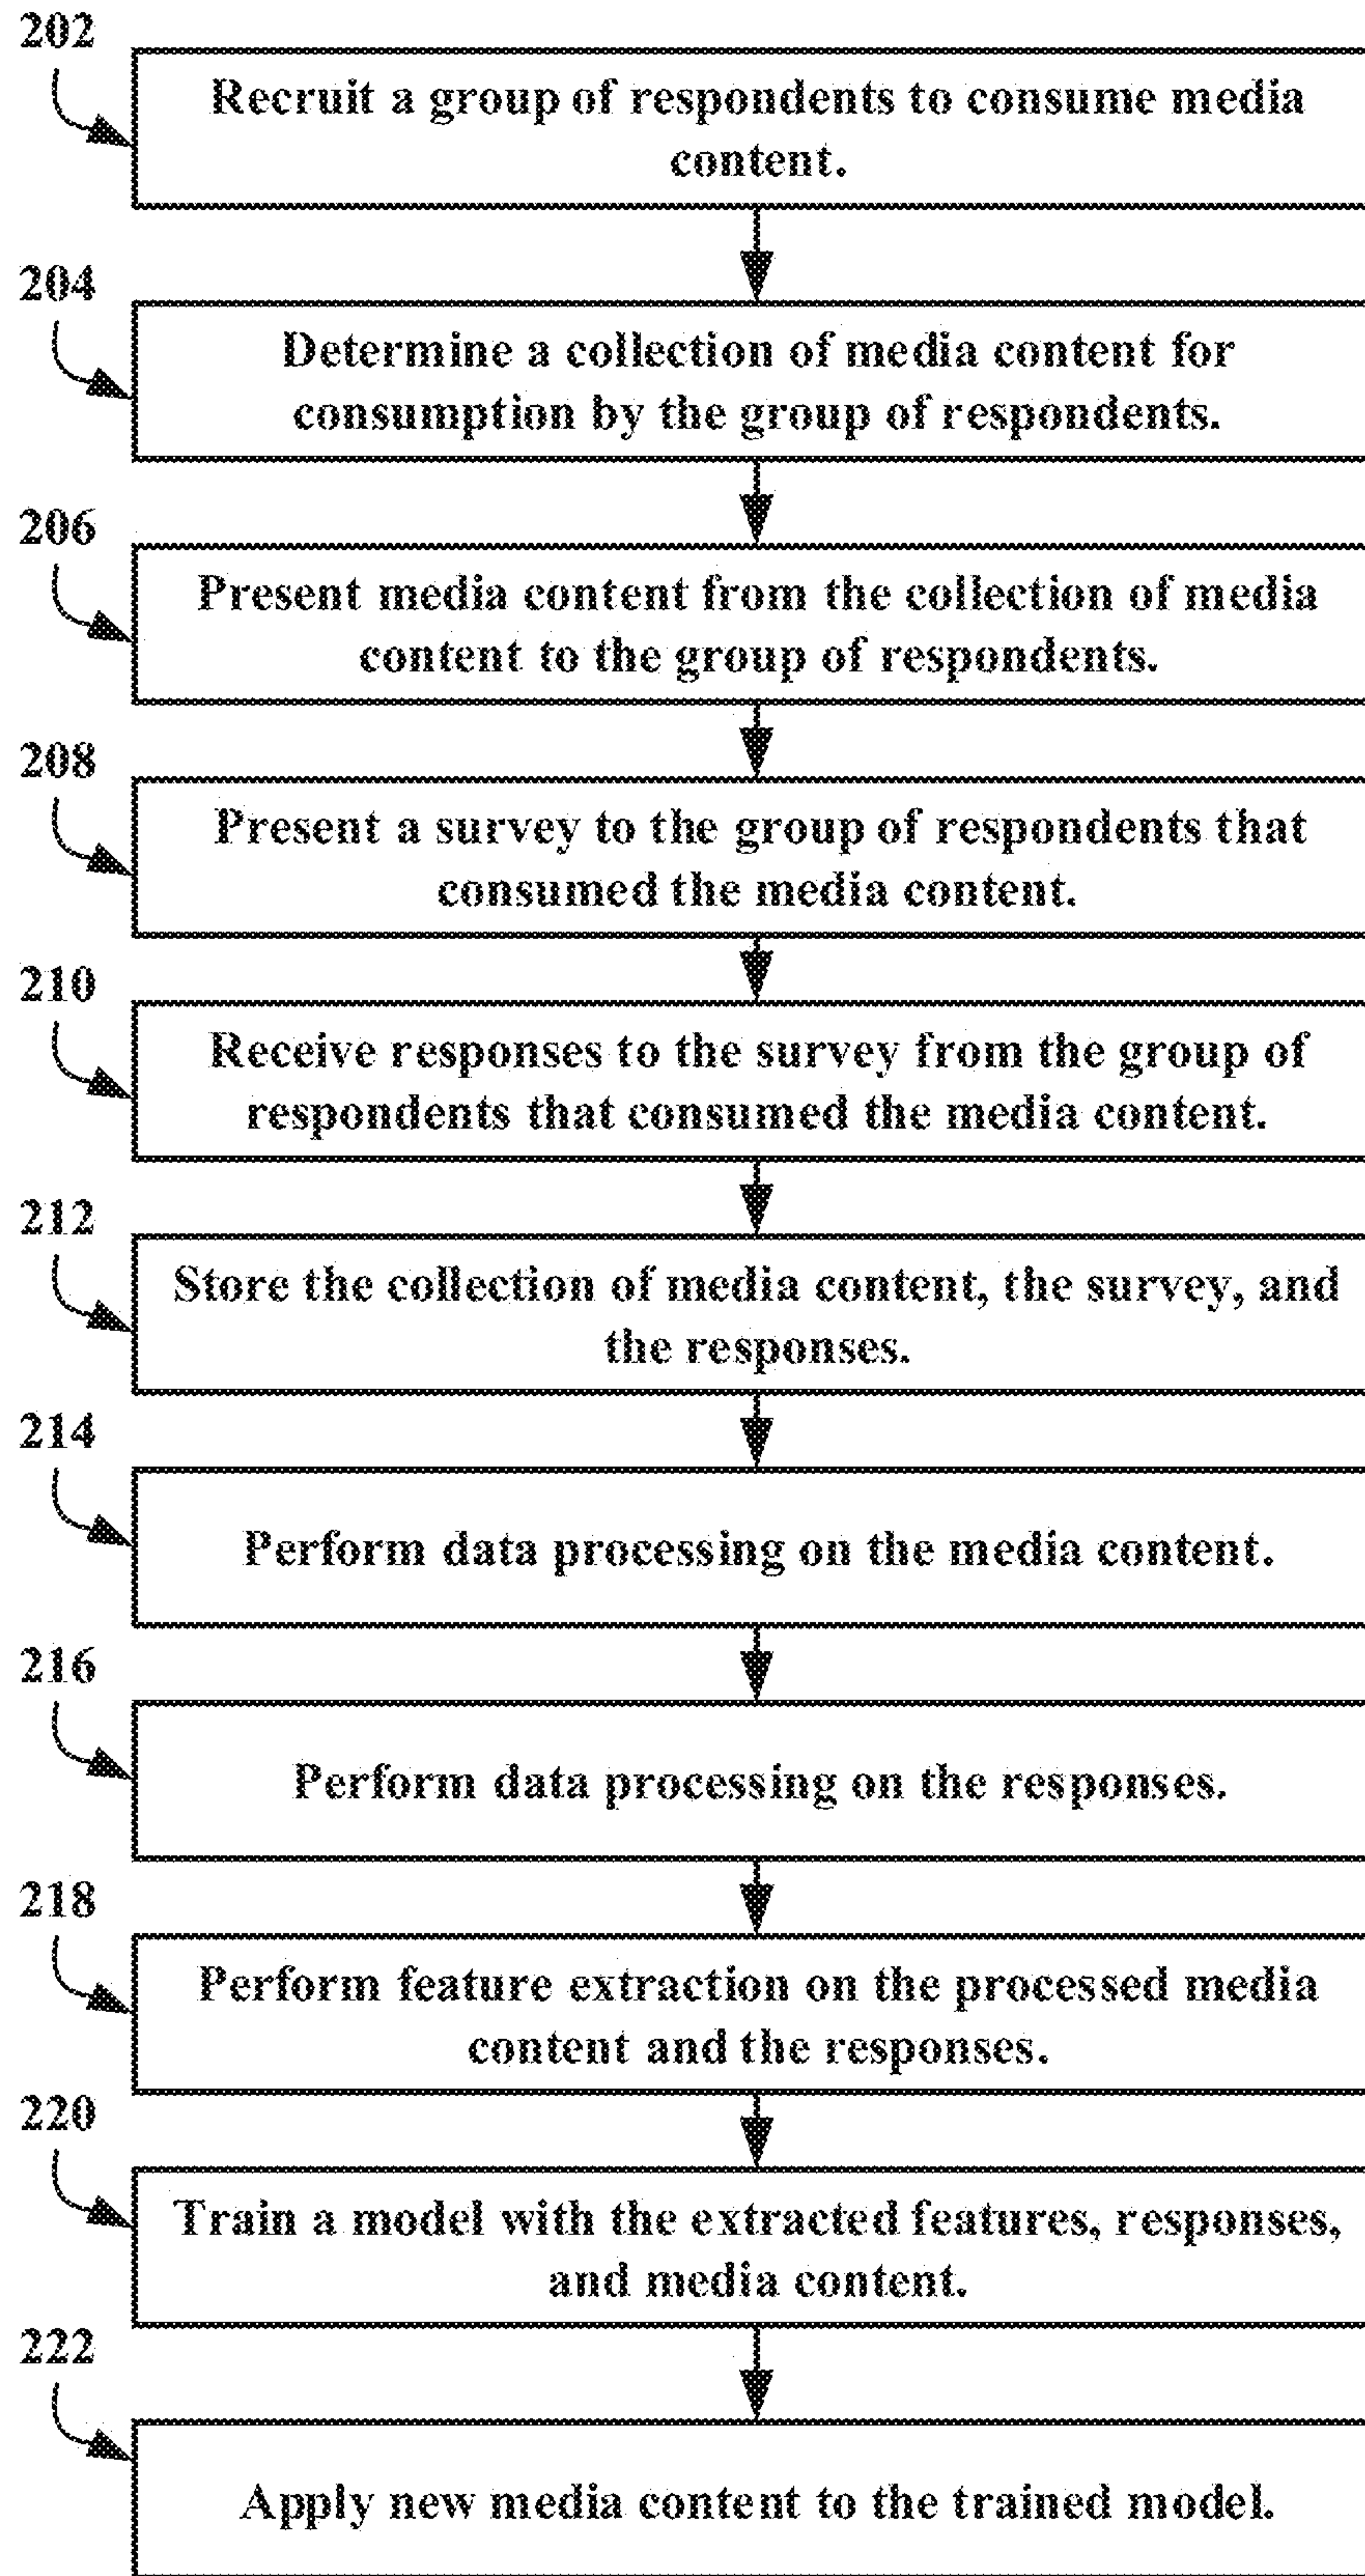 202
Recruit a group of respondents to consume media
content.
204
Determine a collection of media content for
consumption by the group of respondents.
206
Present media content from the collection of media
content to the group of respondents.
208
Present a survey to the group of respondents that
consumed the media content.
210
Receive responses to the survey from the group of
respondents that consumed the media content.
212
Store the collection of media content, the survey, and
the responses.
214
Perform data processing on the media content.
216
Perform data processing on the responses.
218
Perform feature extraction on the processed media
content and the responses.
220
Train a model with the extracted features, responses,
and media content.
222
Apply new media content to the trained model.